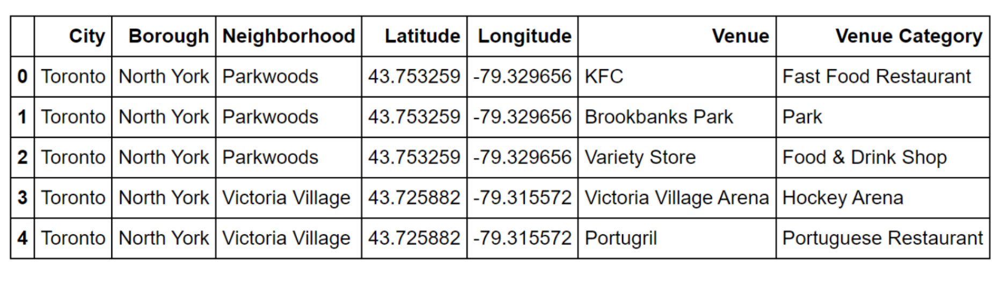 City Borough Neighborhood Latitude Longitude Venue Venue Category
0 Toronto North York Parkwoods 43.753259 -79.329656 KFC Fast Food Restaurant
1 Toronto North York Parkwoods 43.753259 -79.329656 Brookbanks Park Park
2 Toronto North York Parkwoods 43.753259 -79.329656 Variety Store Food & Drink Shop
3 Toronto North York Victoria Village 43.725882 -79.315572 Victoria Village Arena Hockey Arena
4 Toronto North York Victoria Village 43.725882 -79.315572 Portugril Portuguese Restaurant